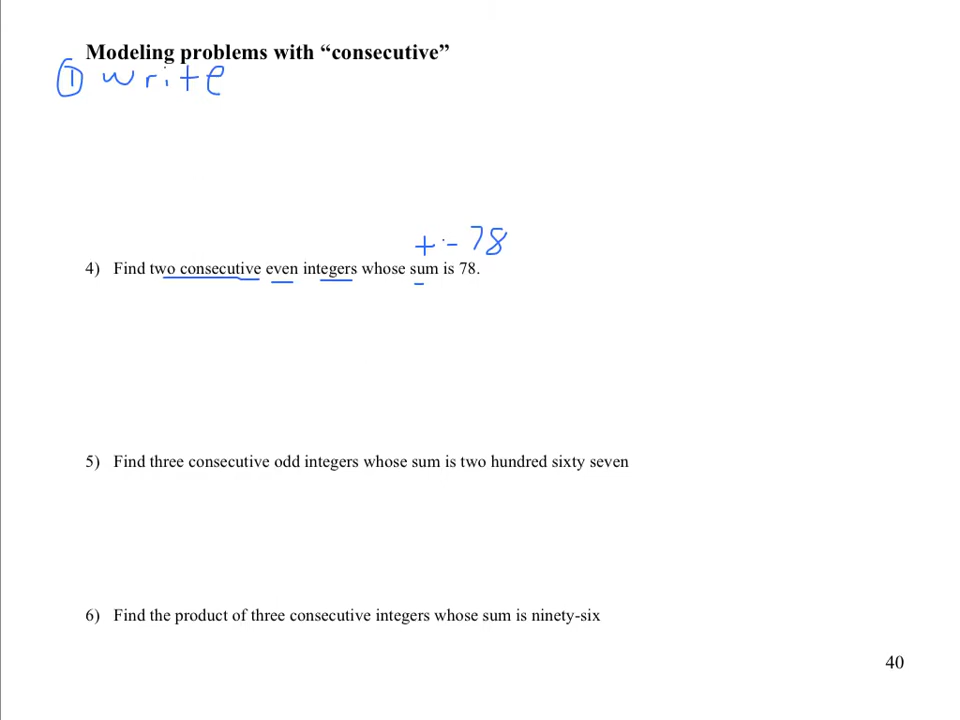 Modeling problems with “consecutive”
① write
+ - 78
4) Find two consecutive even integers whose sum is 78.
5) Find three consecutive odd integers whose sum is two hundred sixty seven
6) Find the product of three consecutive integers whose sum is ninety-six
40